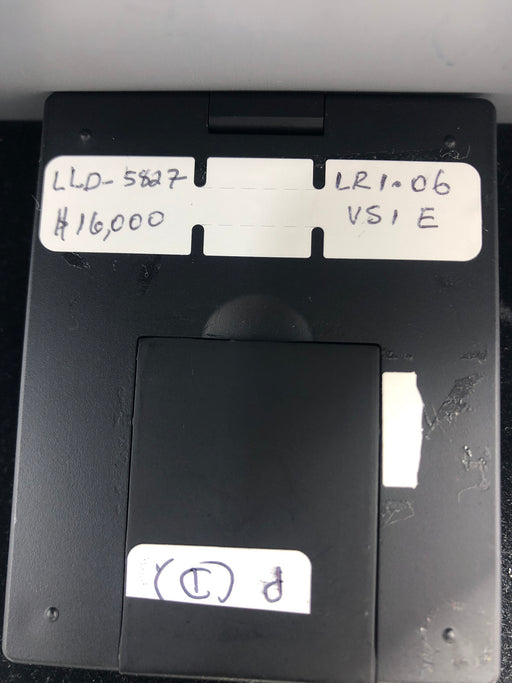 LLD-5827
$16,000
LR1.06
VS1 E
P (D)